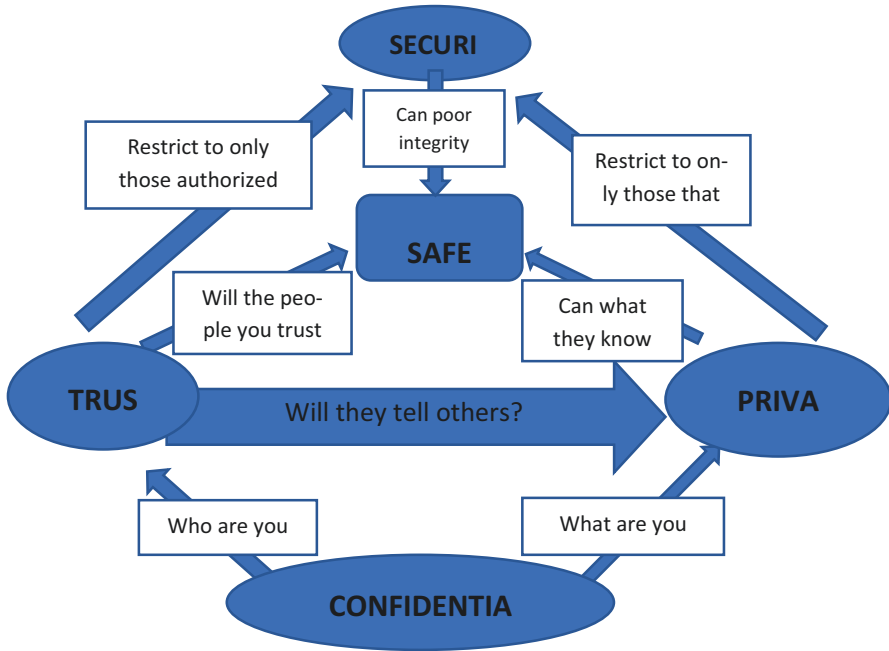 SECURI
Can poor
integrity
Restrict to only
those authorized
Restrict to on-
ly those that
SAFE
Will the peo-
ple you trust
Can what
they know
TRUS
Will they tell others?
PRIVA
Who are you
What are you
CONFIDENTIA